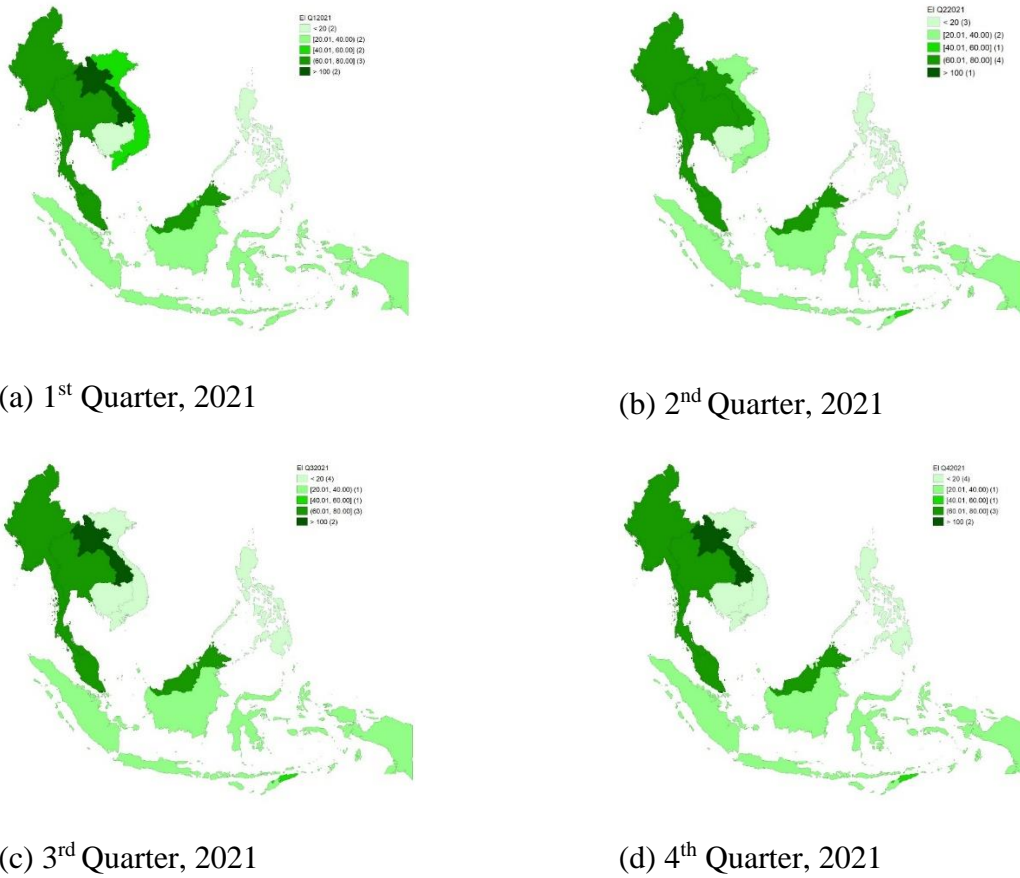 EI Q12021
< 20 (2)
[20.01, 40.00) (2)
[40.01, 60.00] (2)
(60.01, 80.00] (3)
> 100 (2)
EI Q22021
< 20 (3)
[20.01, 40.00) (2)
[40.01, 60.00] (1)
(60.01, 80.00] (4)
> 100 (1)
(a) 1st Quarter, 2021
(b) 2nd Quarter, 2021
EI Q32021
< 20 (4)
[20.01, 40.00) (1)
[40.01, 60.00] (1)
(60.01, 80.00] (3)
> 100 (2)
EI Q42021
< 20 (4)
[20.01, 40.00) (1)
[40.01, 60.00] (1)
(60.01, 80.00] (3)
> 100 (2)
(c) 3rd Quarter, 2021
(d) 4th Quarter, 2021